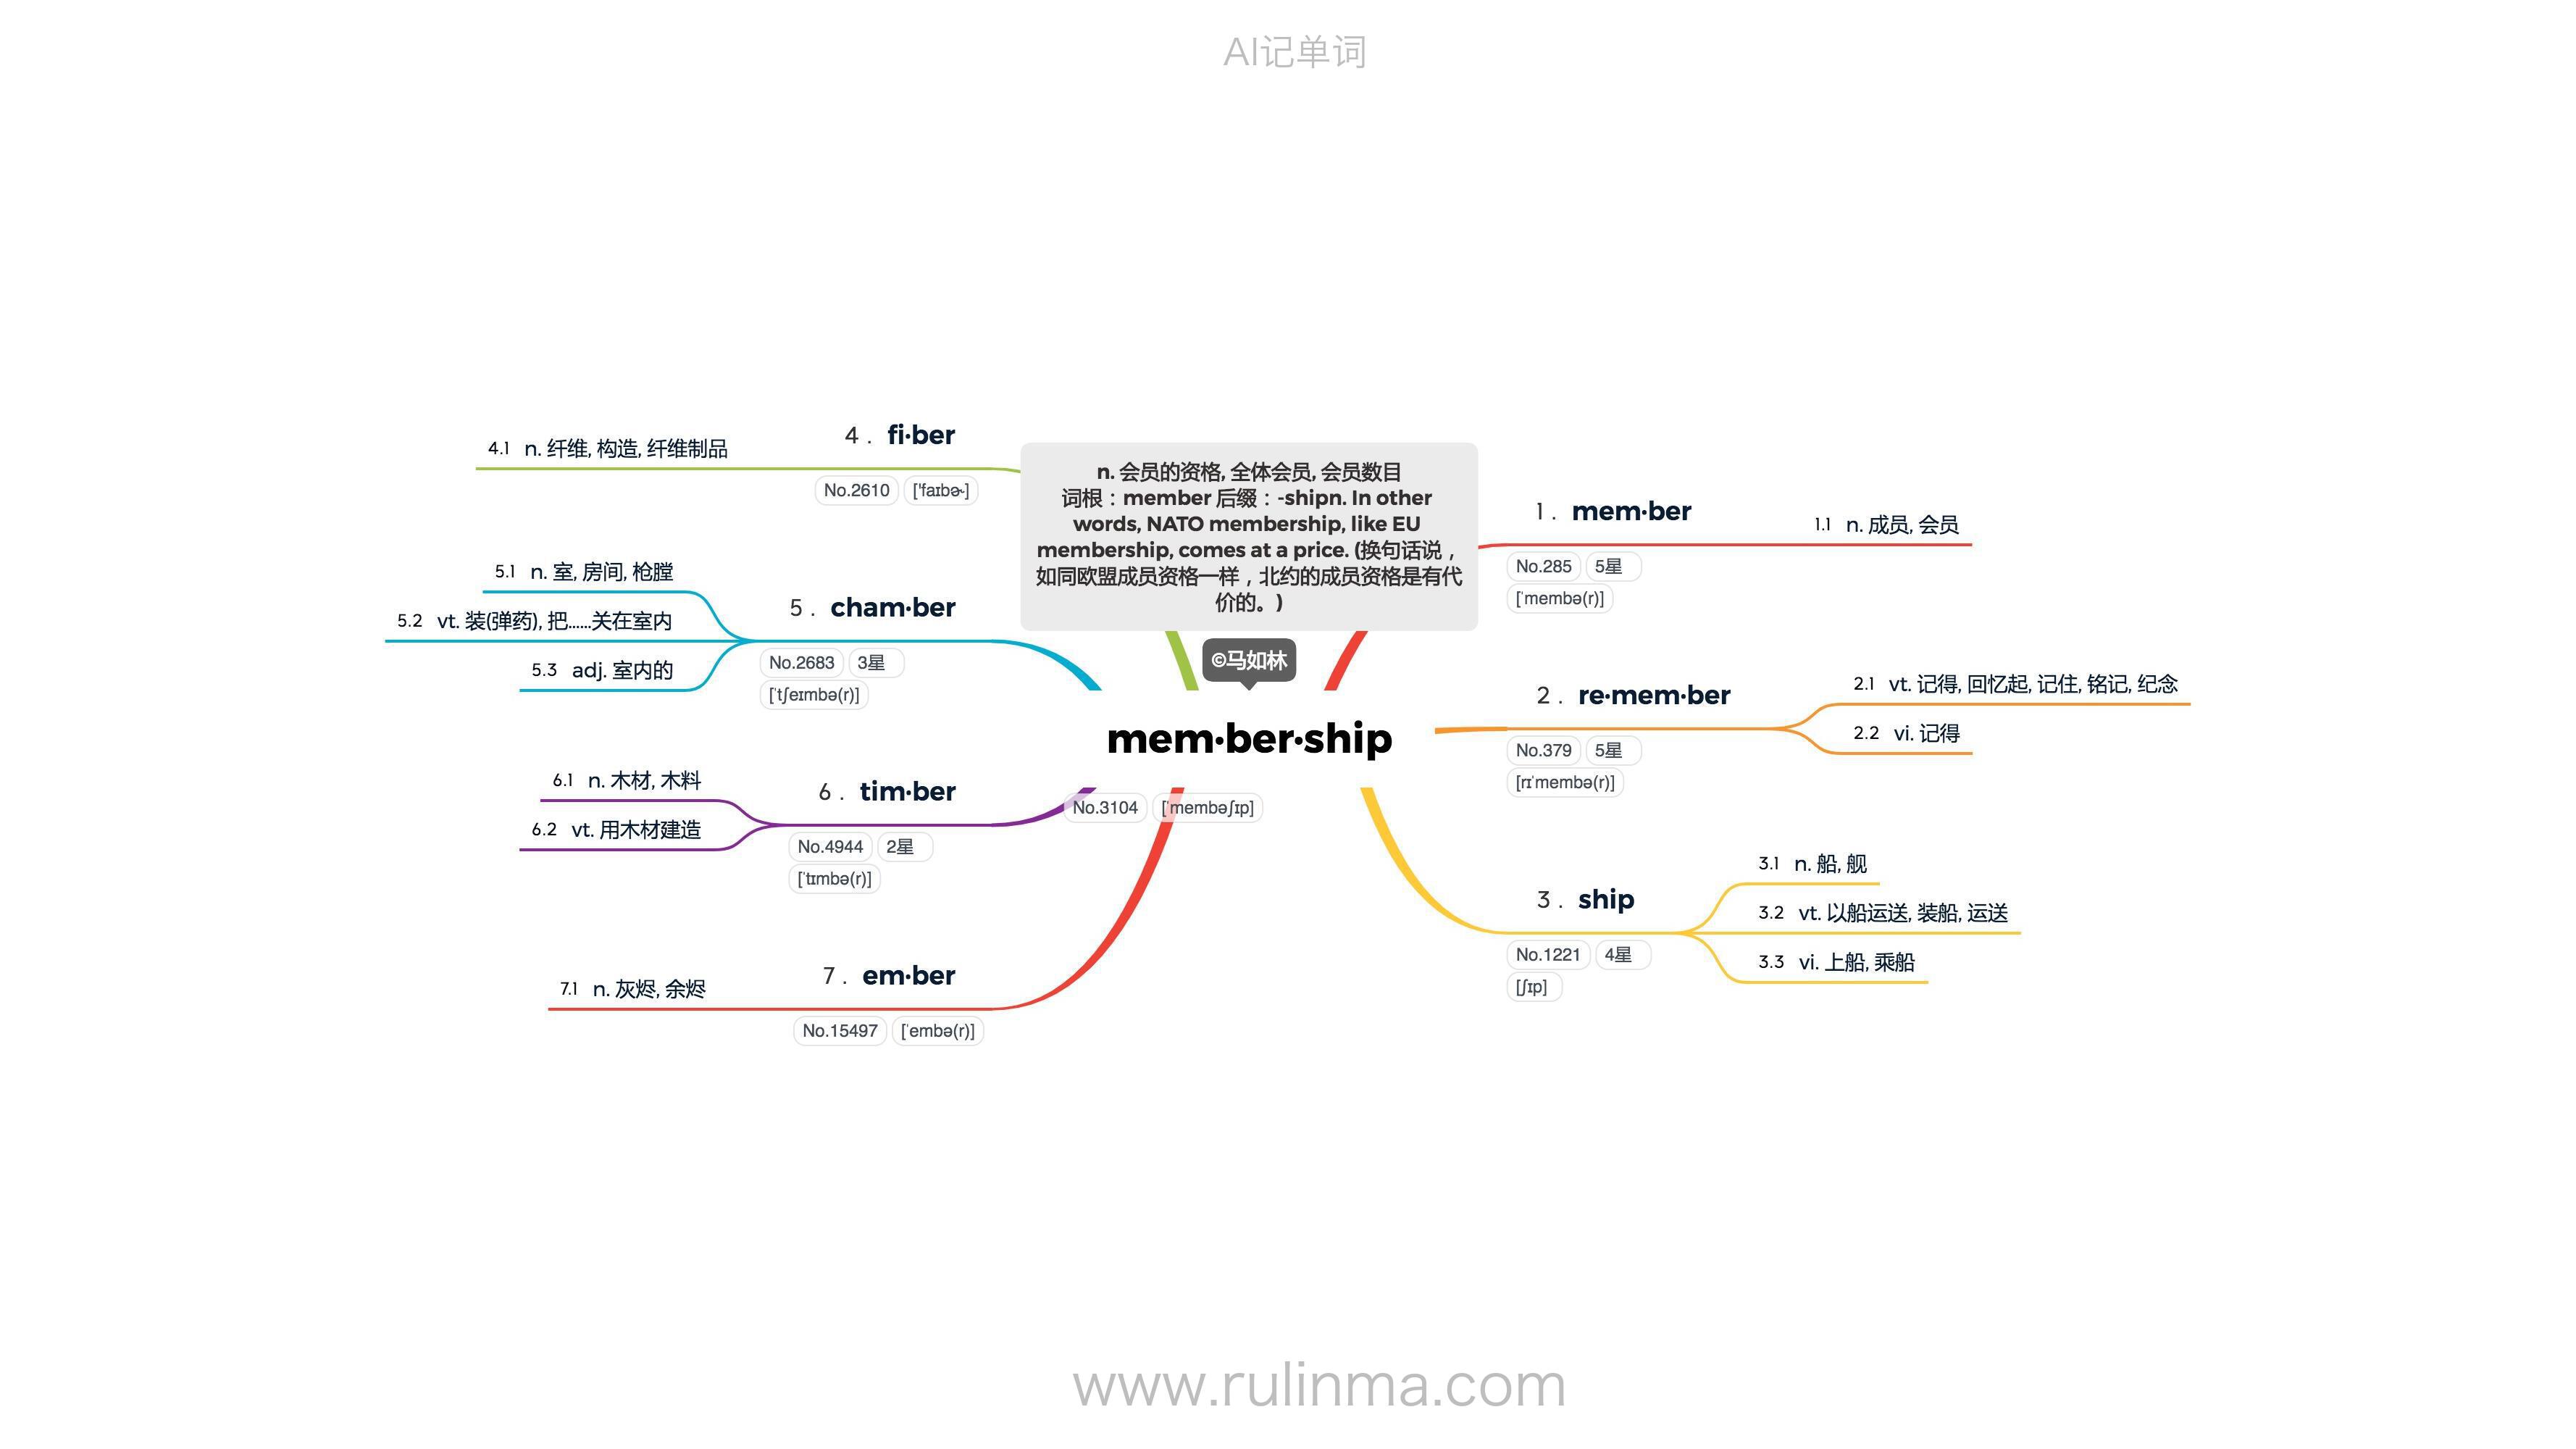 AI记单词
n. 会员的资格, 全体会员, 会员数目
词根：member 后缀：-shipn. In other
words, NATO membership, like EU
membership, comes at a price. (换句话说，
如同欧盟成员资格一样，北约的成员资格是有代
价的。)
©马如林
mem·ber·ship
No.3104 ['membəʃɪp]
1. mem·ber
No.285 5星
['membə(r)]
1.1 n. 成员, 会员
2. re·mem·ber
No.379 5星
[rɪ'membə(r)]
2.1 vt. 记得, 回忆起, 记住, 铭记, 纪念
2.2 vi. 记得
3. ship
No.1221 4星
[ʃɪp]
3.1 n. 船, 舰
3.2 vt. 以船运送, 装船, 运送
3.3 vi. 上船, 乘船
4. fi·ber
No.2610 ['faɪbɚ]
4.1 n. 纤维, 构造, 纤维制品
5. cham·ber
No.2683 3星
['tʃeɪmbə(r)]
5.1 n. 室, 房间, 枪膛
5.2 vt. 装(弹药), 把......关在室内
5.3 adj. 室内的
6. tim·ber
No.4944 2星
['tɪmbə(r)]
6.1 n. 木材, 木料
6.2 vt. 用木材建造
7. em·ber
No.15497 ['embə(r)]
7.1 n. 灰烬, 余烬
www.rulinma.com